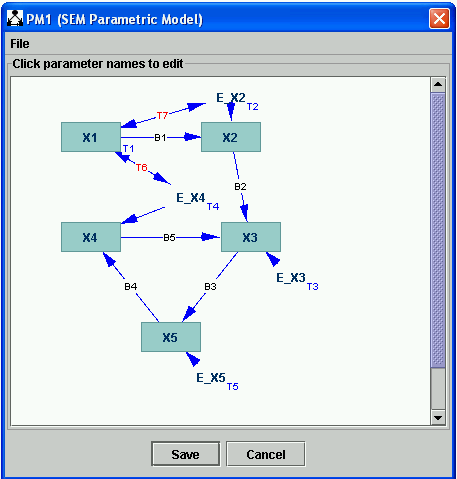 PM1 (SEM Parametric Model)
File
Click parameter names to edit
E_X2
T7
T2
X1
B1
X2
T1
T6
B2
E_X4
T4
X4
B5
X3
E_X3
T3
B4
B3
X5
E_X5
T5
Save
Cancel